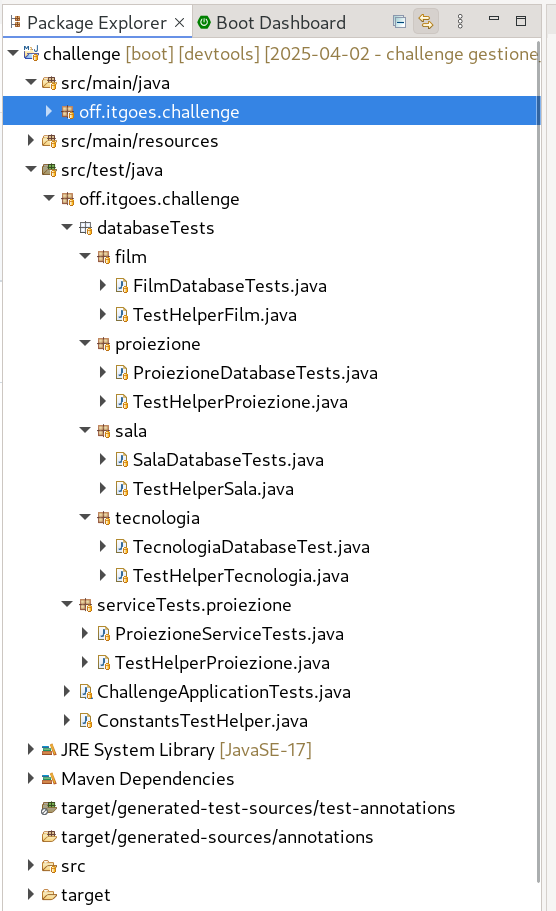 Package Explorer × Boot Dashboard
challenge [boot] [devtools] [2025-04-02 - challenge gestione
src/main/java
off.itgoes.challenge
src/main/resources
src/test/java
off.itgoes.challenge
databaseTests
film
FilmDatabaseTests.java
TestHelperFilm.java
proiezione
ProiezioneDatabaseTests.java
TestHelperProiezione.java
sala
SalaDatabaseTests.java
TestHelperSala.java
tecnologia
TecnologiaDatabaseTest.java
TestHelperTecnologia.java
serviceTests.proiezione
ProiezioneServiceTests.java
TestHelperProiezione.java
ChallengeApplicationTests.java
ConstantsTestHelper.java
JRE System Library [JavaSE-17]
Maven Dependencies
target/generated-test-sources/test-annotations
target/generated-sources/annotations
src
target